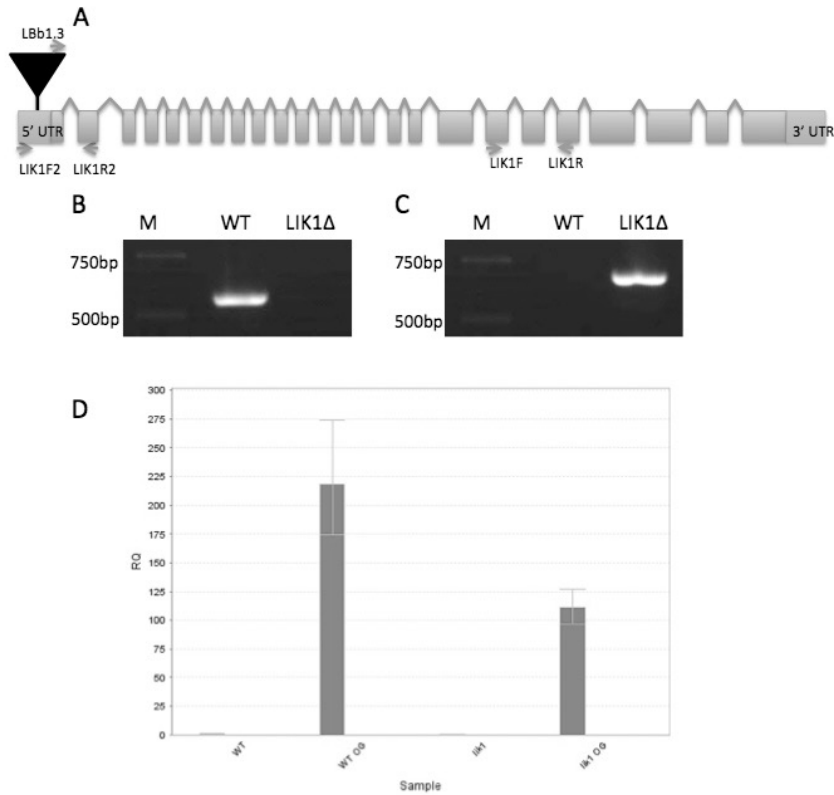 A
LBb1.3
5' UTR
3' UTR
LIK1F2
LIK1R2
LIK1F
LIK1R
B
M
WT
LIK1Δ
750bp
500bp
C
M
WT
LIK1Δ
750bp
500bp
D
300
275
250
225
200
175
150
125
100
75
50
25
0
RQ
WT
WT OG
lik1
lik1 OG
Sample